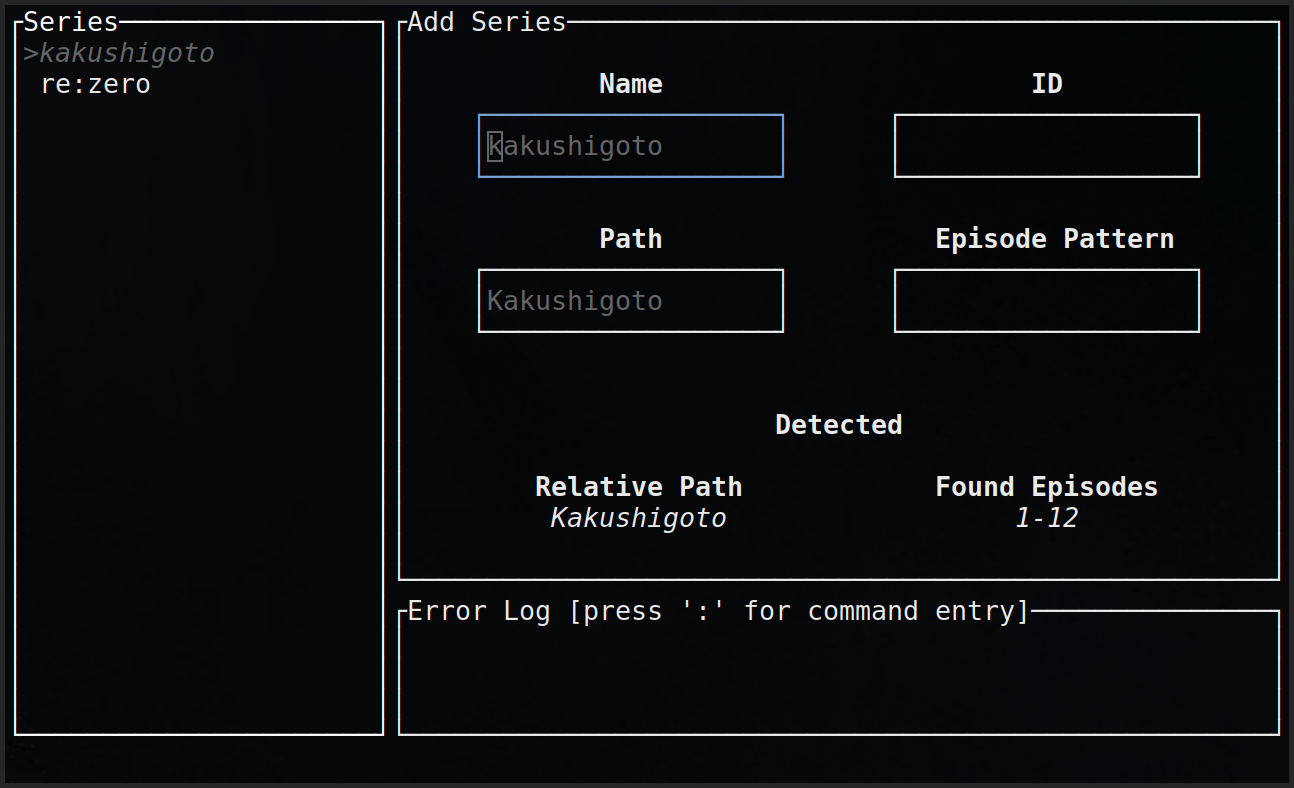 Series
>kakushigoto
re:zero
Add Series
Name
ID
kakushigoto
Path
Episode Pattern
Kakushigoto
Detected
Relative Path
Found Episodes
Kakushigoto
1-12
Error Log [press ':' for command entry]